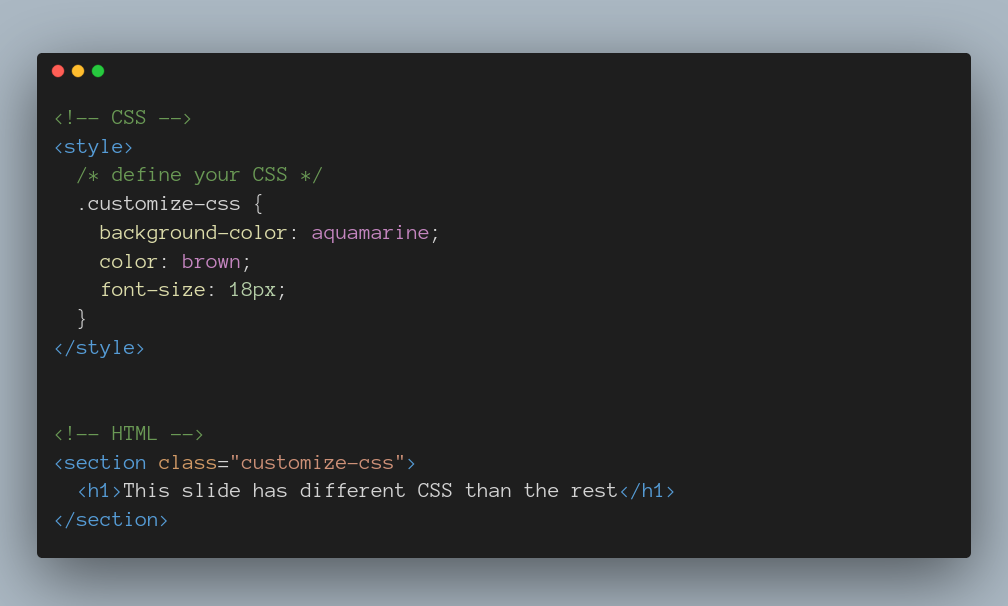 <!-- CSS -->
<style>
  /* define your CSS */
  .customize-css {
    background-color: aquamarine;
    color: brown;
    font-size: 18px;
  }
</style>
<!-- HTML -->
<section class="customize-css">
  <h1>This slide has different CSS than the rest</h1>
</section>